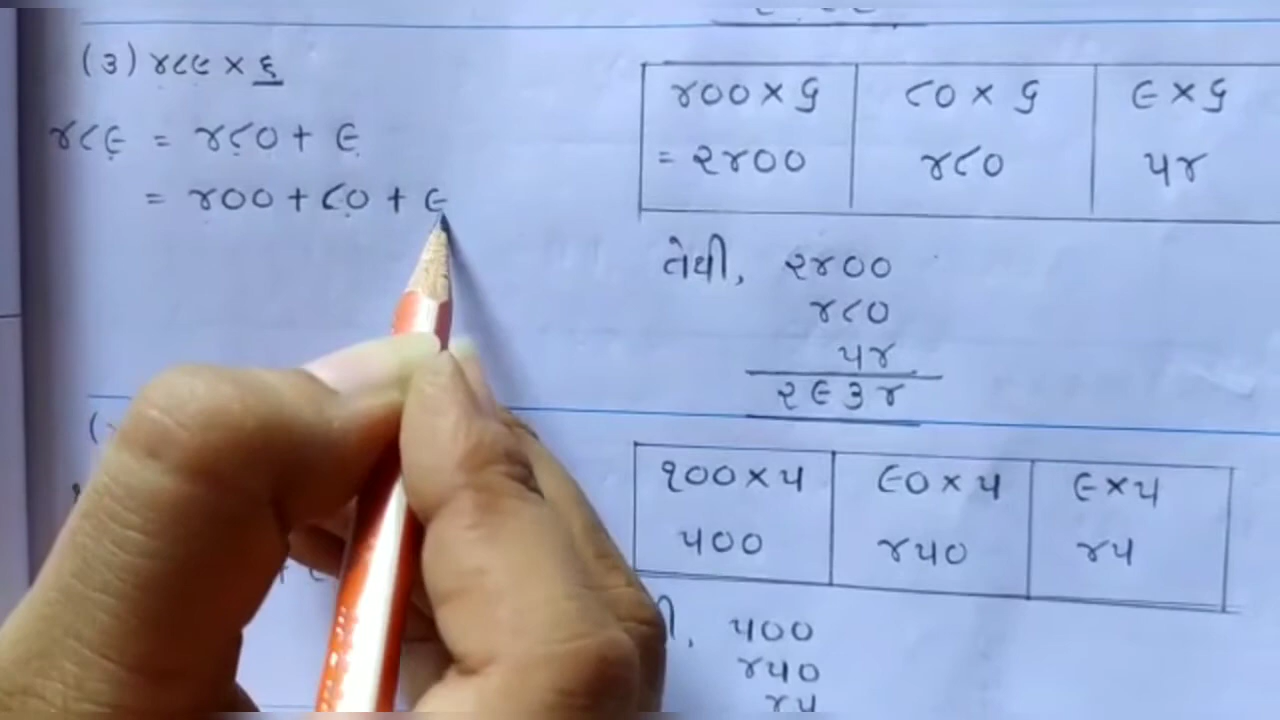 (૩) ૪૮૯ × ૬
૪૮૯ = ૪૮૦ + ૯
= ૪૦૦ + ૮૦ + ૯
૪૦૦ × ૬ ૮૦ × ૬ ૯ × ૬
= ૨૪૦૦ ૪૮૦ ૫૪
તેથી, ૨૪૦૦
૪૮૦
૫૪
૨૯૩૪
૧૦૦ × ૫ ૯૦ × ૫ ૯ × ૫
૫૦૦ ૪૫૦ ૪૫
૫૦૦
૪૫૦
૪૫